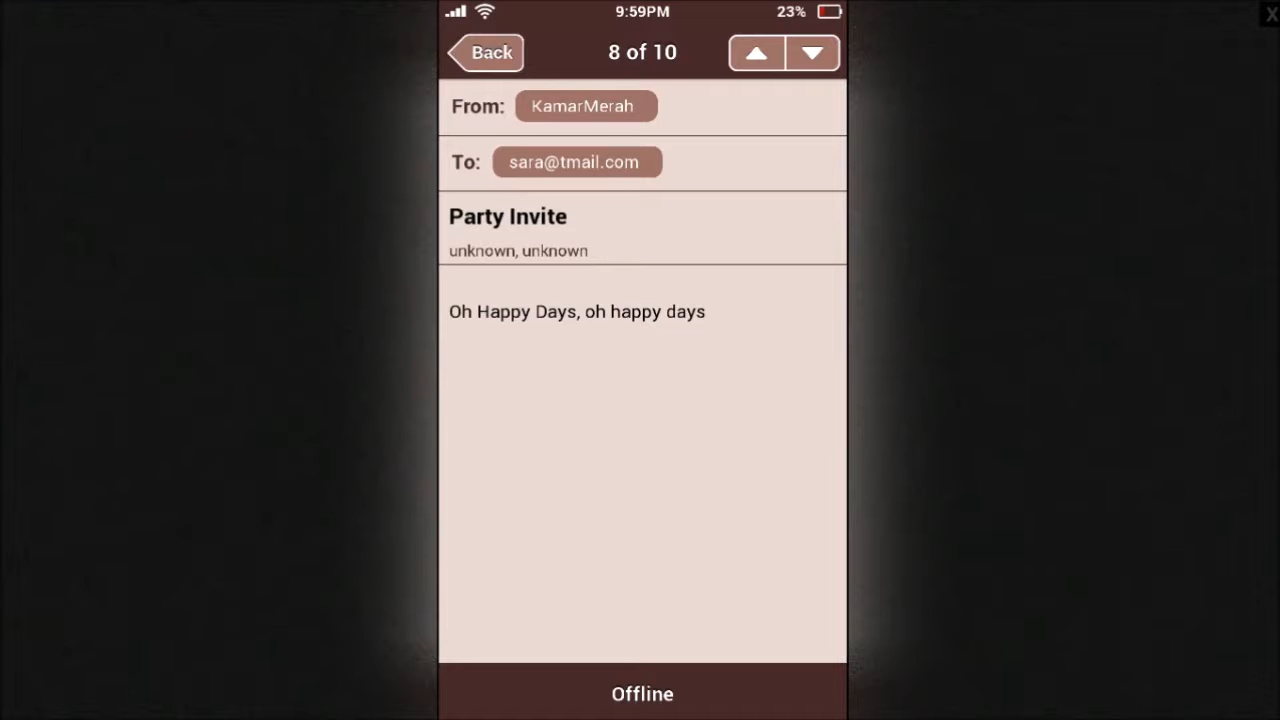 9:59PM 23%
Back 8 of 10
From: KamarMerah
To: sara@tmail.com
Party Invite
unknown, unknown
Oh Happy Days, oh happy days
Offline
X